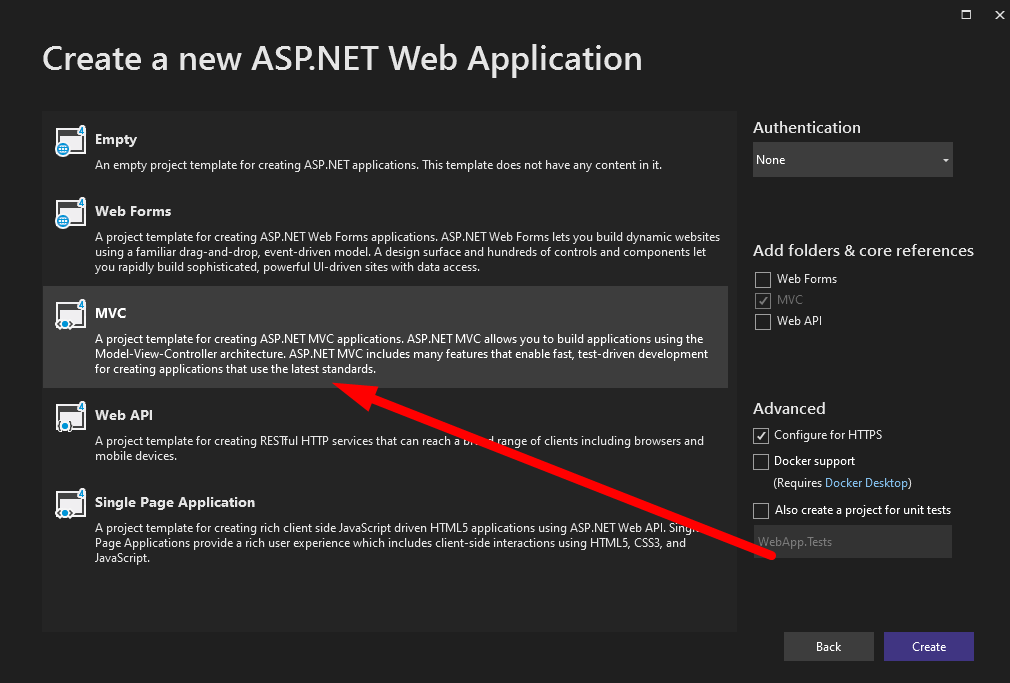 Create a new ASP.NET Web Application
4
Empty
An empty project template for creating ASP.NET applications. This template does not have any content in it.
4
Web Forms
A project template for creating ASP.NET Web Forms applications. ASP.NET Web Forms lets you build dynamic websites
using a familiar drag-and-drop, event-driven model. A design surface and hundreds of controls and components let
you rapidly build sophisticated, powerful UI-driven sites with data access.
4
MVC
A project template for creating ASP.NET MVC applications. ASP.NET MVC allows you to build applications using the
Model-View-Controller architecture. ASP.NET MVC includes many features that enable fast, test-driven development
for creating applications that use the latest standards.
4
Web API
A project template for creating RESTful HTTP services that can reach a broad range of clients including browsers and
mobile devices.
4
Single Page Application
A project template for creating rich client side JavaScript driven HTML5 applications using ASP.NET Web API. Single
Page Applications provide a rich user experience which includes client-side interactions using HTML5, CSS3, and
JavaScript.
Authentication
None
Add folders & core references
Web Forms
MVC
Web API
Advanced
Configure for HTTPS
Docker support
(Requires Docker Desktop)
Also create a project for unit tests
WebApp.Tests
Back
Create